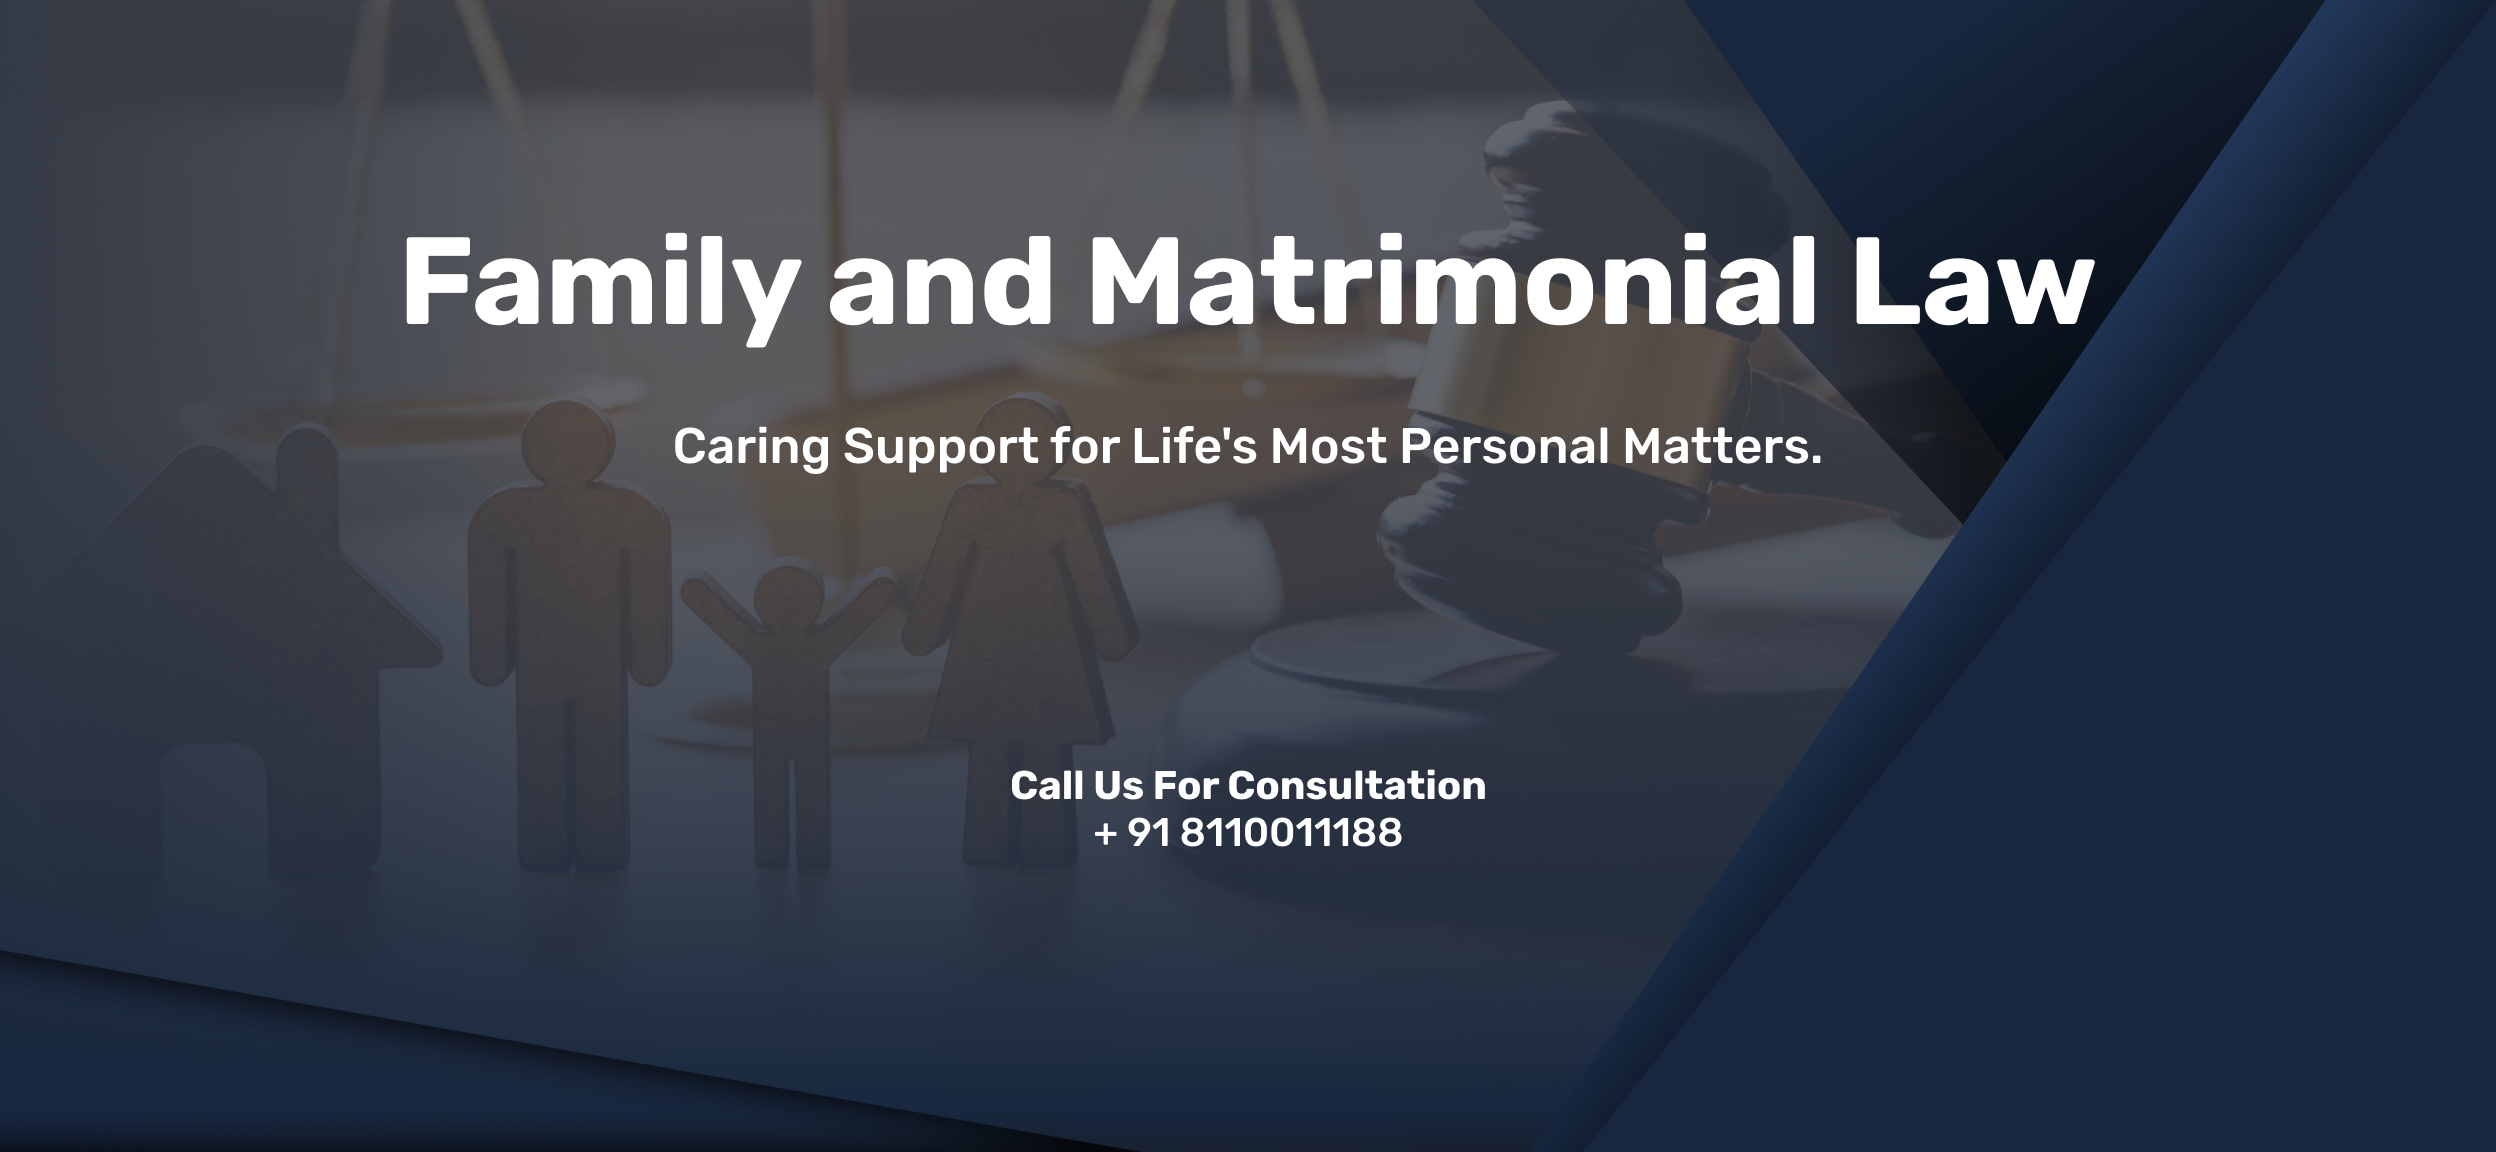 Family and Matrimonial Law
Caring Support for Life's Most Personal Matters.
Call Us For Consultation
+ 91 8110011188